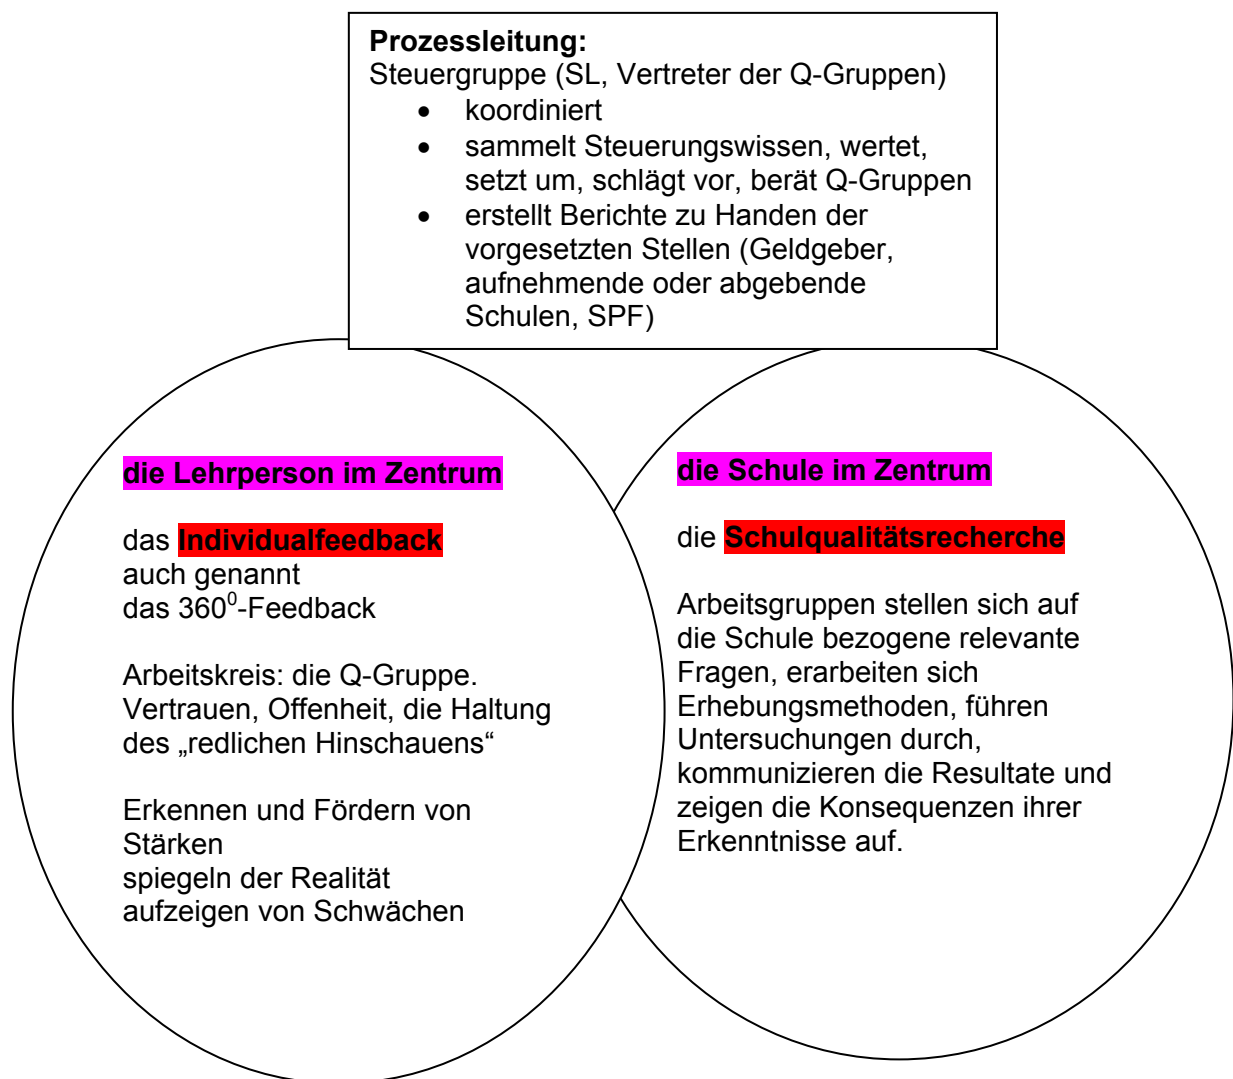 Prozessleitung:
Steuergruppe (SL, Vertreter der Q-Gruppen)
• koordiniert
• sammelt Steuerungswissen, wertet,
setzt um, schlägt vor, berät Q-Gruppen
• erstellt Berichte zu Handen der
vorgesetzten Stellen (Geldgeber,
aufnehmende oder abgebende
Schulen, SPF)
die Lehrperson im Zentrum
das Individualfeedback
auch genannt
das 360⁰-Feedback
Arbeitskreis: die Q-Gruppe.
Vertrauen, Offenheit, die Haltung
des „redlichen Hinschauens“
Erkennen und Fördern von
Stärken
spiegeln der Realität
aufzeigen von Schwächen
die Schule im Zentrum
die Schulqualitätsrecherche
Arbeitsgruppen stellen sich auf
die Schule bezogene relevante
Fragen, erarbeiten sich
Erhebungsmethoden, führen
Untersuchungen durch,
kommunizieren die Resultate und
zeigen die Konsequenzen ihrer
Erkenntnisse auf.